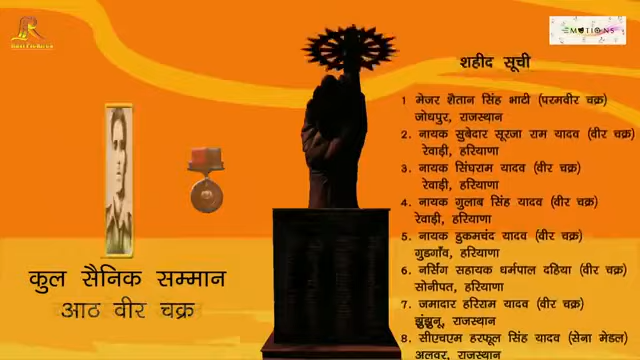 EMOTIONS
शहीद सूची
1 मेजर शैतान सिंह भाटी (परमवीर चक्र)
जोधपुर, राजस्थान
2. नायक सुबेदार सूरजा राम यादव (वीर चक्र)
रेवाड़ी, हरियाणा
3. नायक सिंघराम यादव (वीर चक्र)
रेवाड़ी, हरियाणा
4. नायक गुलाब सिंह यादव (वीर चक्र)
रेवाड़ी, हरियाणा
5. नायक हुकमचंद यादव (वीर चक्र)
गुडगाँव, हरियाणा
6. नर्सिग सहायक धर्मपाल दहिया (वीर चक्र)
सोनीपत, हरियाणा
7. जमादार हरिराम यादव (वीर चक्र)
झुंझुनू, राजस्थान
8. सीएचएम हरफूल सिंह यादव (सेना मेडल)
अलवर, राजस्थान
कुल सैनिक सम्मान
आठ वीर चक्र